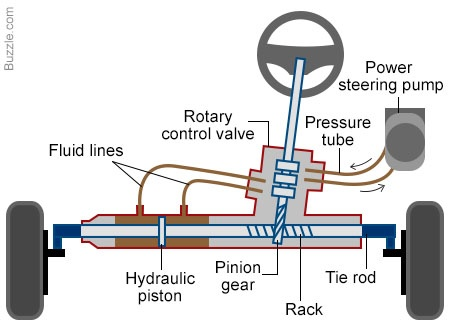 Buzzle.com
Power
steering pump
Rotary
control valve
Pressure
tube
Fluid lines
Hydraulic
piston
Pinion
gear
Rack
Tie rod